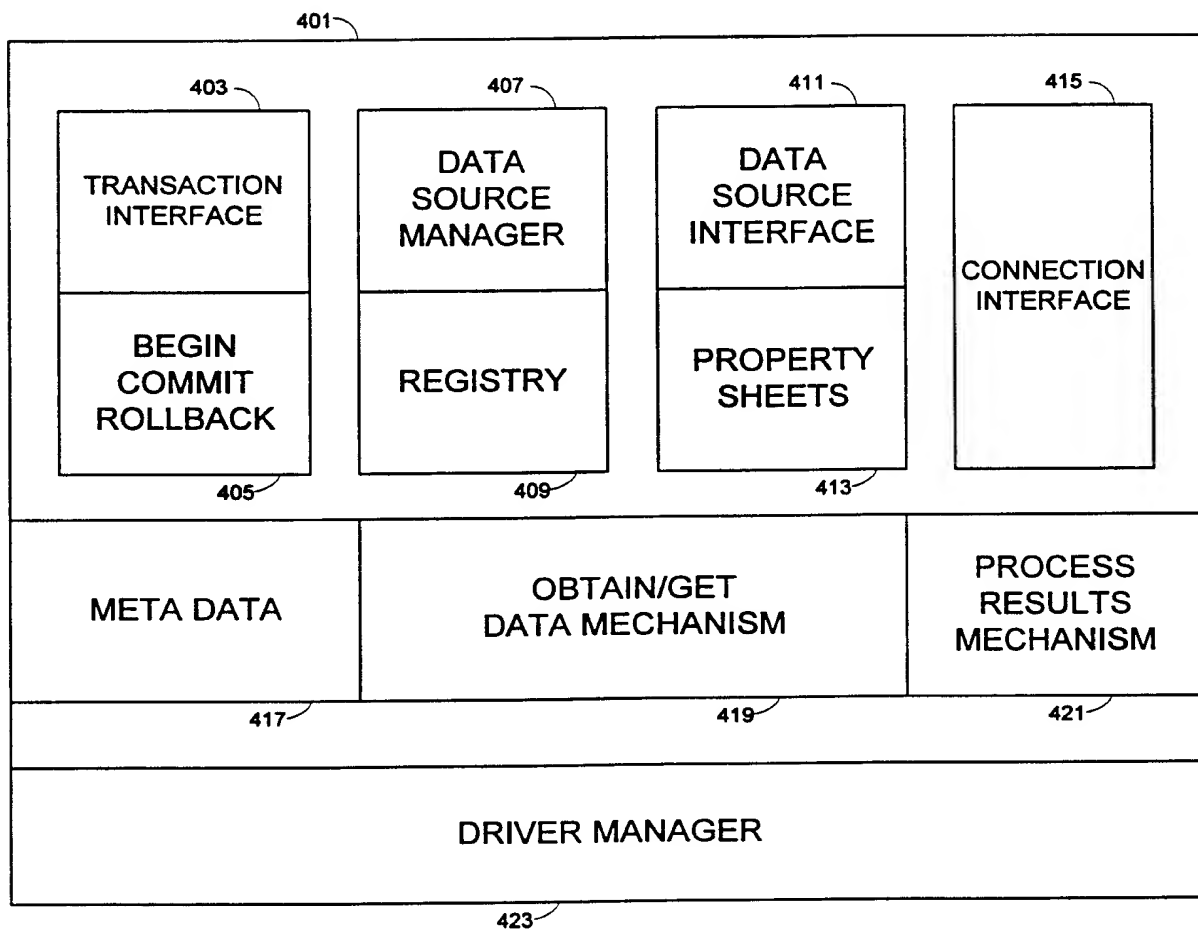 401
403
407
411
415
TRANSACTION
INTERFACE
DATA
SOURCE
MANAGER
DATA
SOURCE
INTERFACE
CONNECTION
INTERFACE
BEGIN
COMMIT
ROLLBACK
REGISTRY
PROPERTY
SHEETS
405
409
413
META DATA
OBTAIN/GET
DATA MECHANISM
PROCESS
RESULTS
MECHANISM
417
419
421
DRIVER MANAGER
423